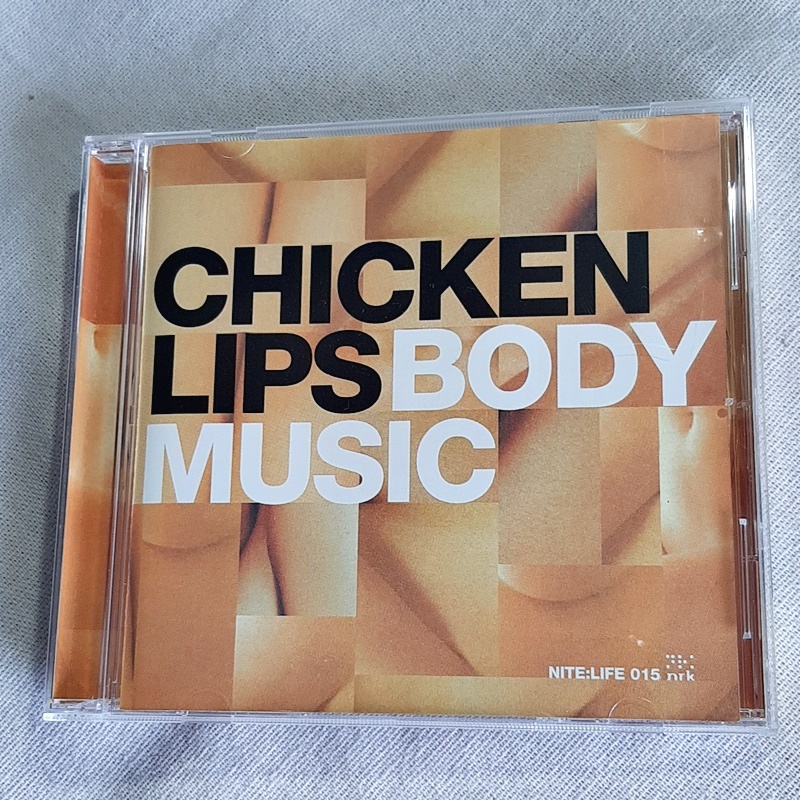 CHICKEN
LIPS BODY
MUSIC
NITE:LIFE 015 nrk